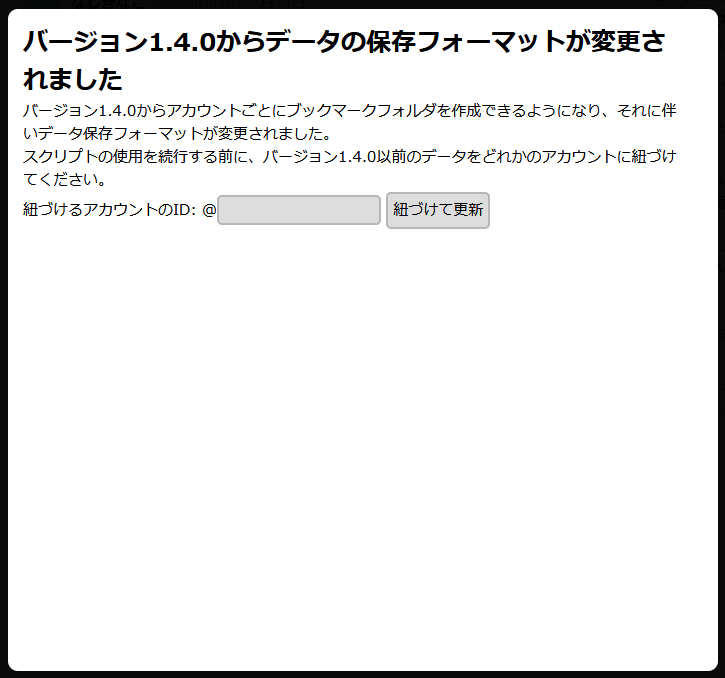 バージョン1.4.0からデータの保存フォーマットが変更さ
れました
バージョン1.4.0からアカウントごとにブックマークフォルダを作成できるようになり、それに伴
いデータ保存フォーマットが変更されました。
スクリプトの使用を続行する前に、バージョン1.4.0以前のデータをどれかのアカウントに紐づけ
てください。
紐づけるアカウントのID: @ 紐づけて更新